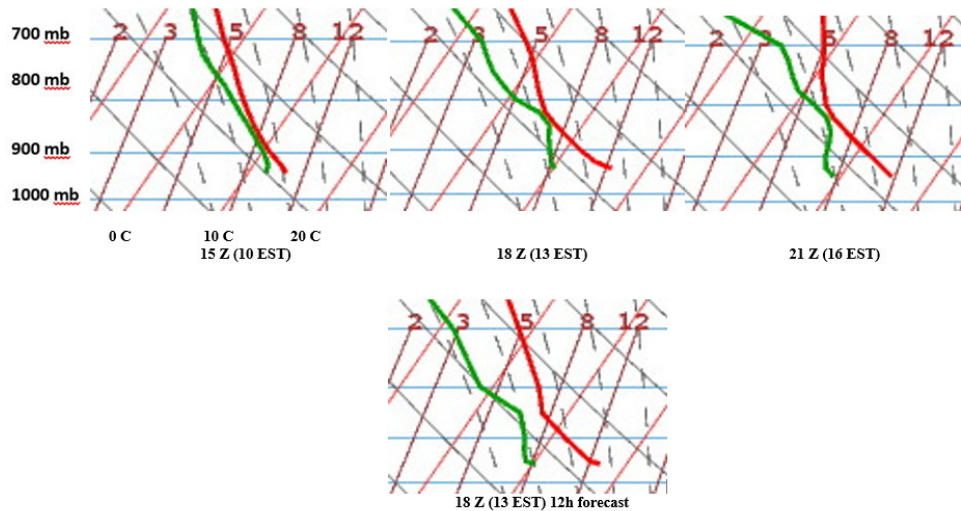 700 mb
2 3 5 8 12
2 3 5 8 12
2 3 5 8 12
800 mb
900 mb
1000 mb
0 C 10 C 20 C
15 Z (10 EST)
18 Z (13 EST)
21 Z (16 EST)
2 3 5 8 12
18 Z (13 EST) 12h forecast